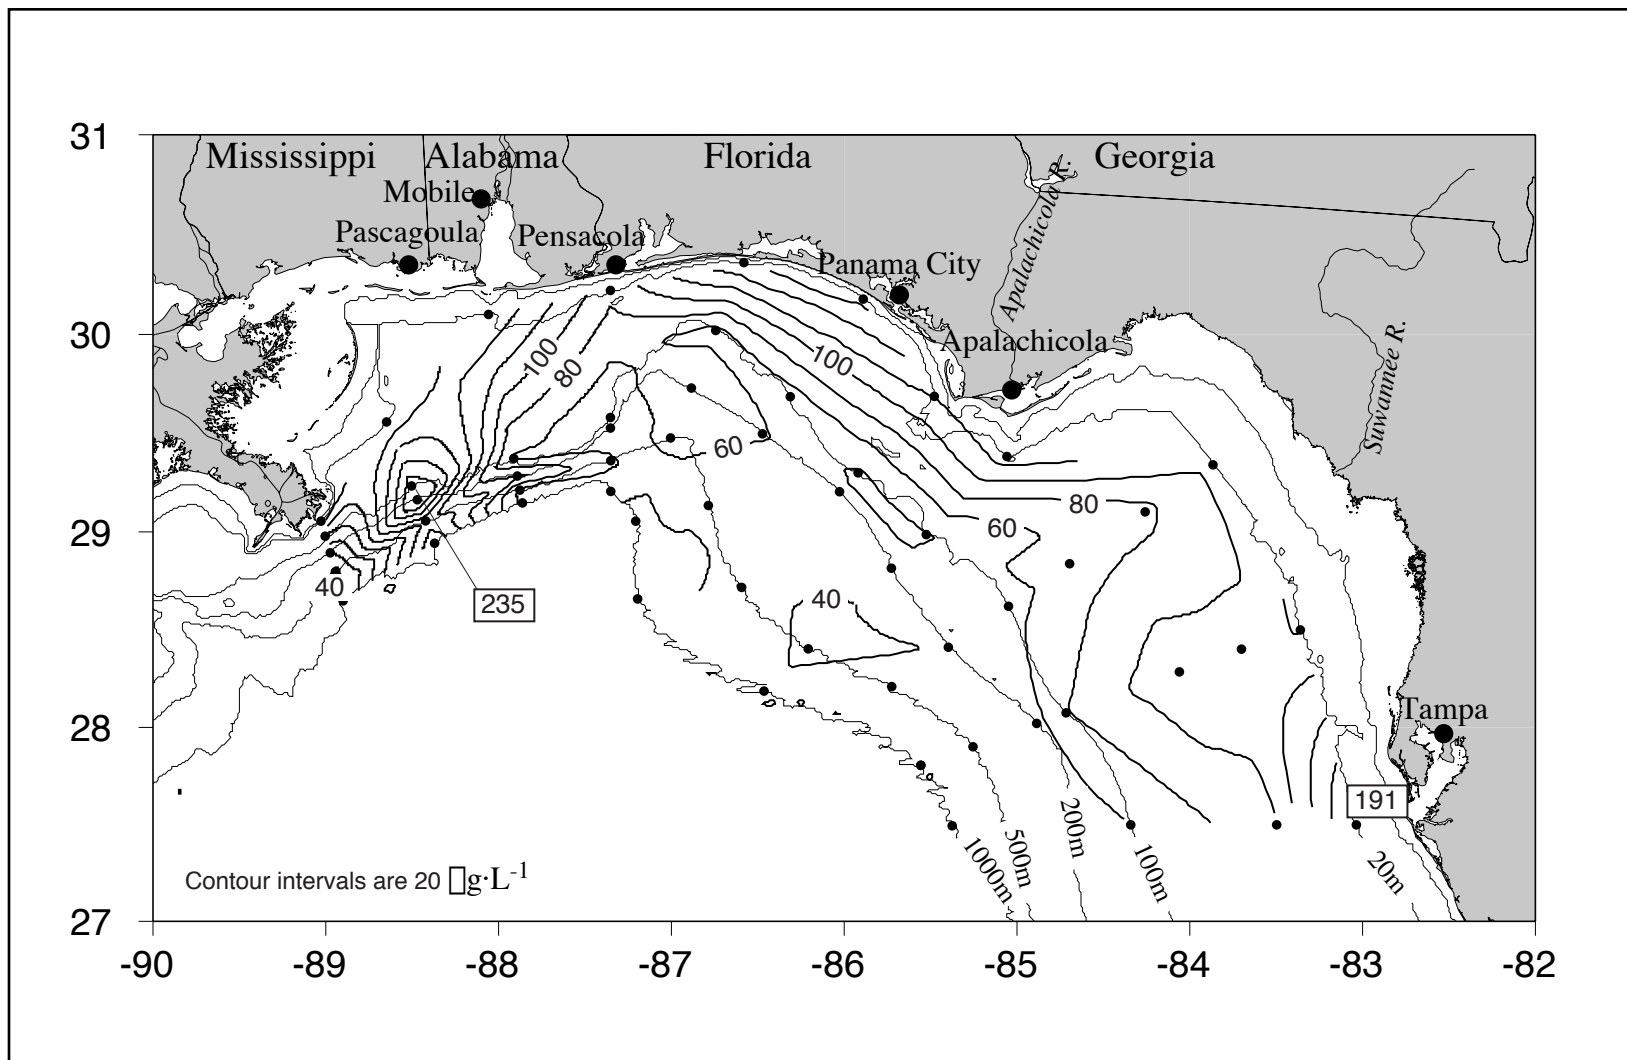 31
Mississippi Alabama Florida Georgia
Mobile
Apalachicola R.
Pascagoula Pensacola
Panama City
30
Apalachicola
Suwannee R.
100
80
100
60
80
29
60
40
235
40
28
Tampa
191
200m
500m
1000m
100m
20m
Contour intervals are 20 □g·L-1
27
-90 -89 -88 -87 -86 -85 -84 -83 -82